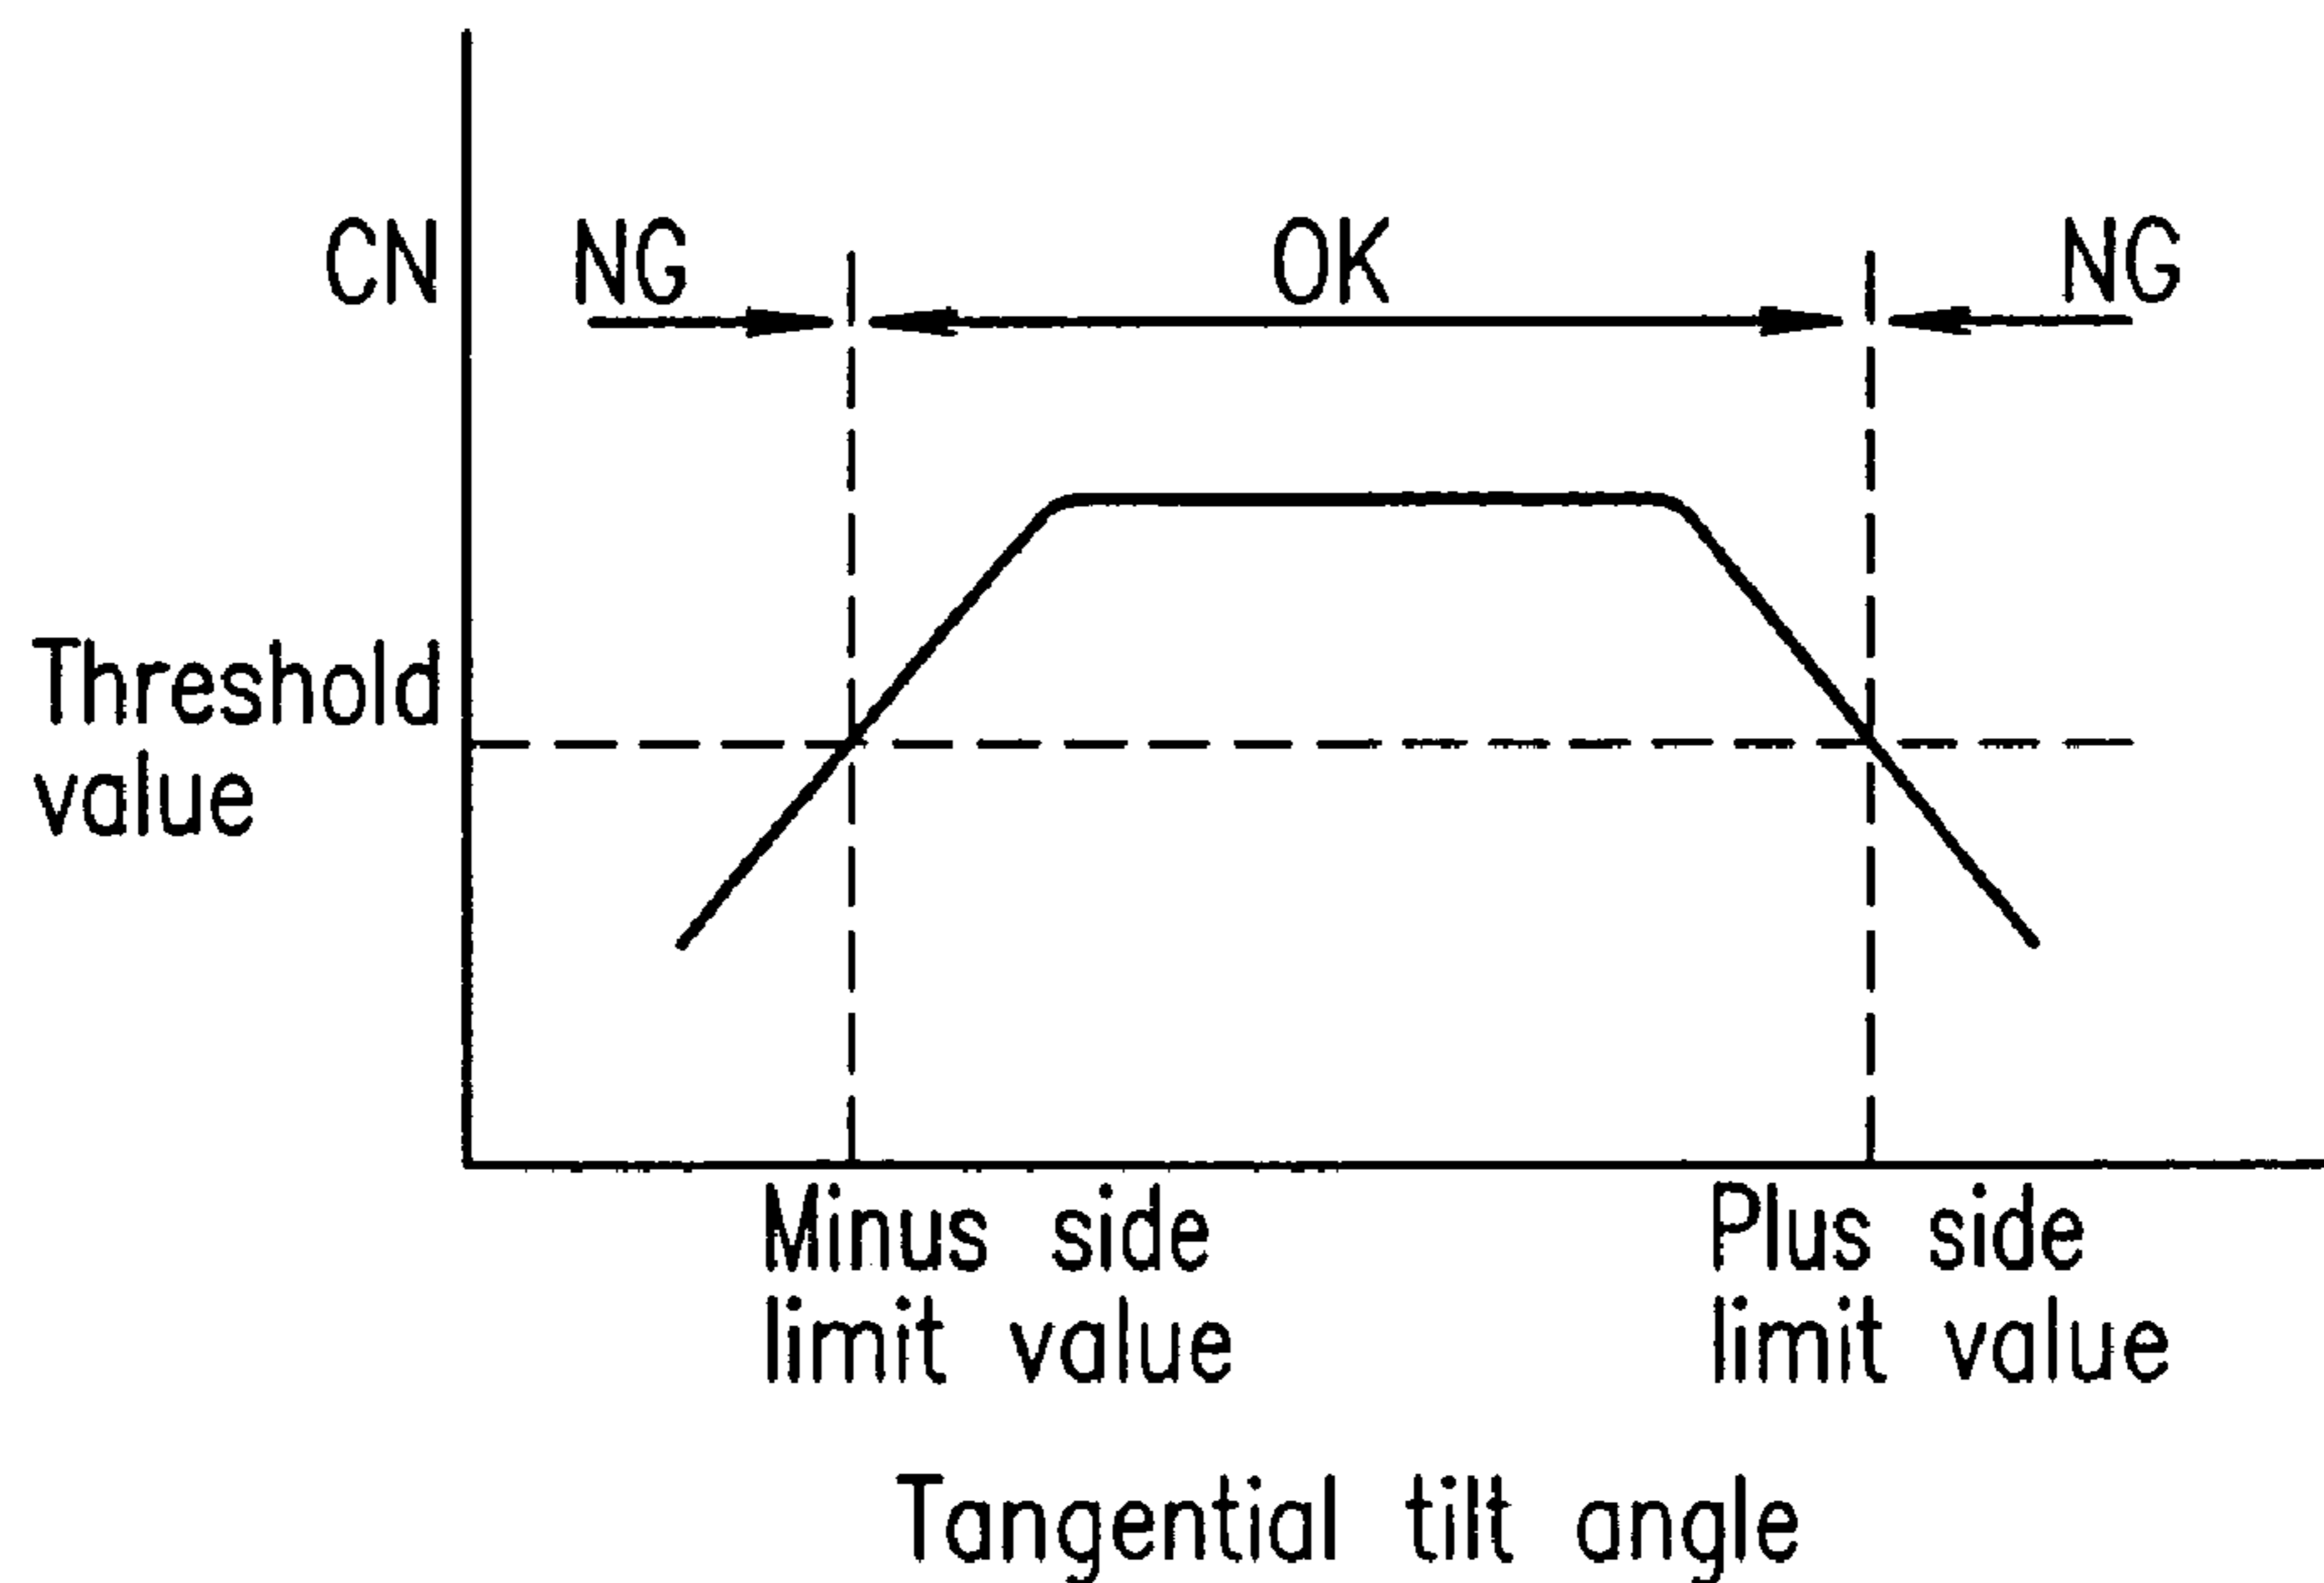 CN NG OK NG
Threshold
value
Minus side
limit value
Plus side
limit value
Tangential tilt angle